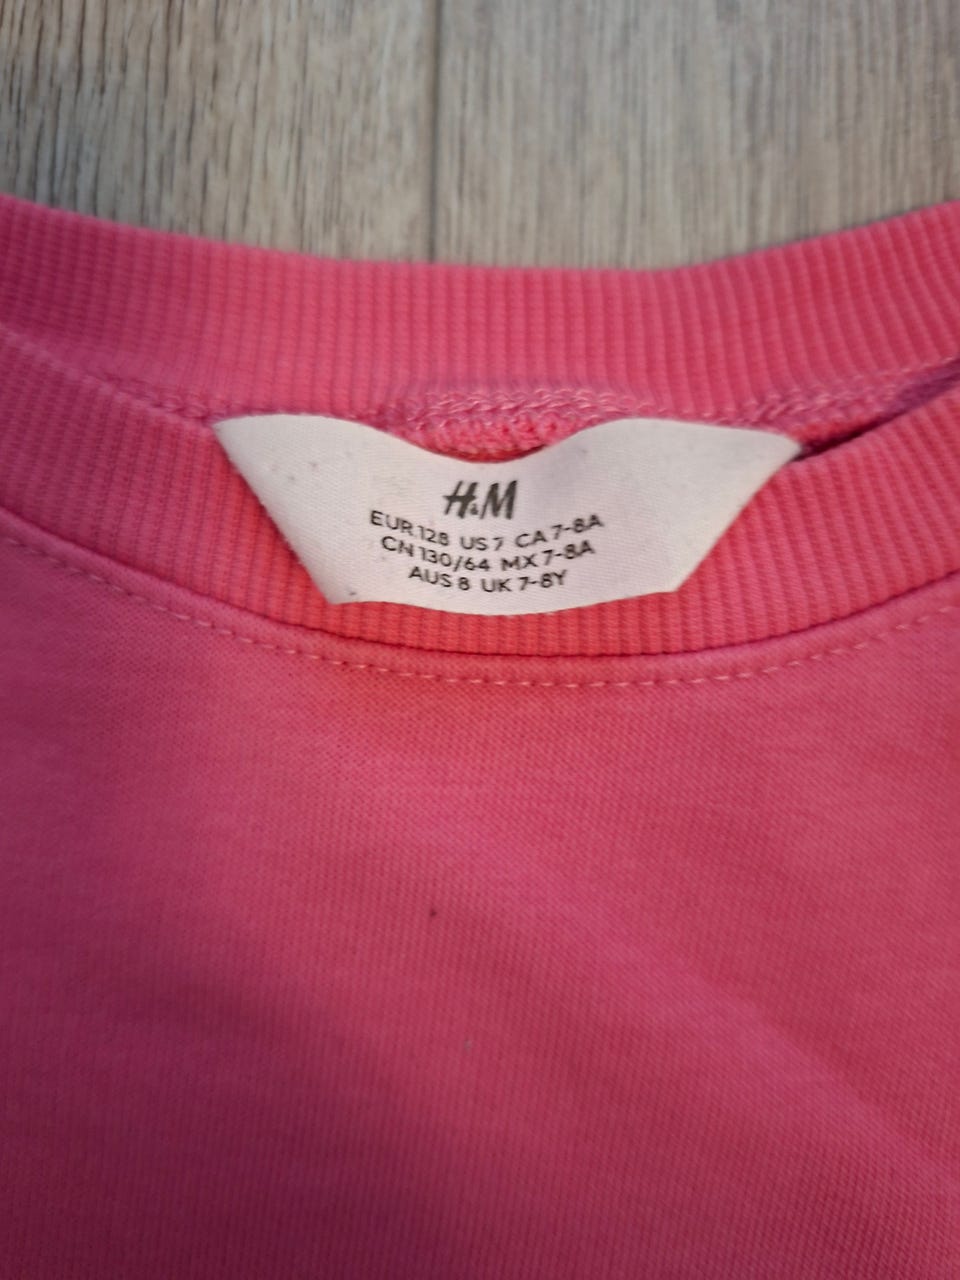 H&M
EUR.128 US 7 CA 7-8A
CN 130/64 MX 7-8A
AUS 8 UK 7-8Y